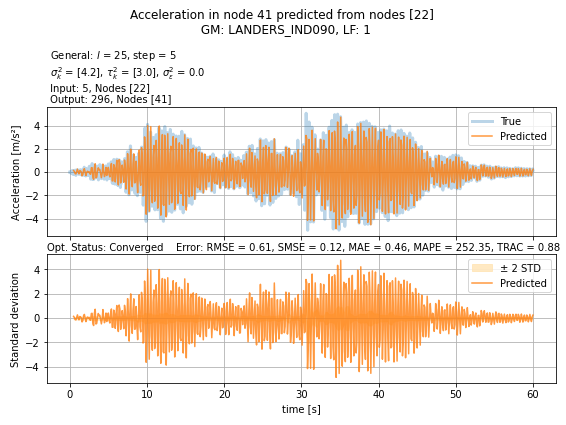 Acceleration in node 41 predicted from nodes [22]
GM: LANDERS_IND090, LF: 1
General: l = 25, step = 5
σ²ₖ = [4.2], τ²ₖ = [3.0], σ²ε = 0.0
Input: 5, Nodes [22]
Output: 296, Nodes [41]
Acceleration [m/s²]
4
2
0
−2
−4
True
Predicted
Opt. Status: Converged Error: RMSE = 0.61, SMSE = 0.12, MAE = 0.46, MAPE = 252.35, TRAC = 0.88
Standard deviation
4
2
0
−2
−4
± 2 STD
Predicted
0 10 20 30 40 50 60
time [s]